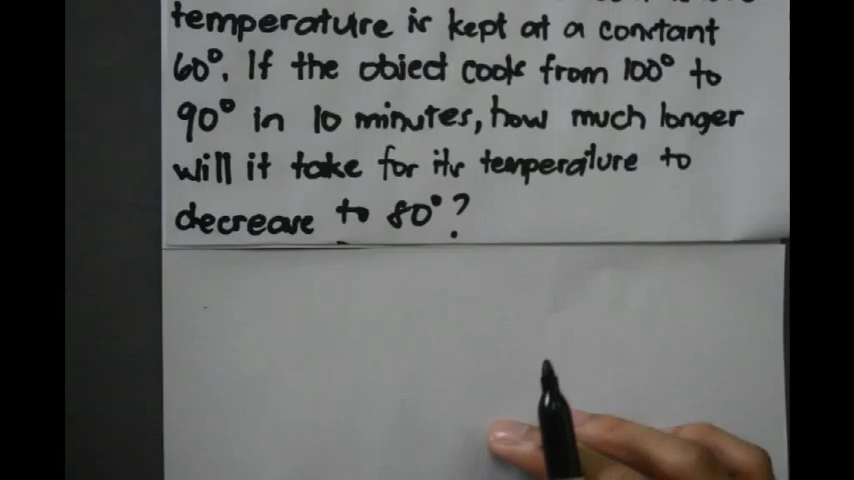 temperature is kept at a constant
60°. If the object cools from 100° to
90° in 10 minutes, how much longer
will it take for its temperature to
decrease to 80°?